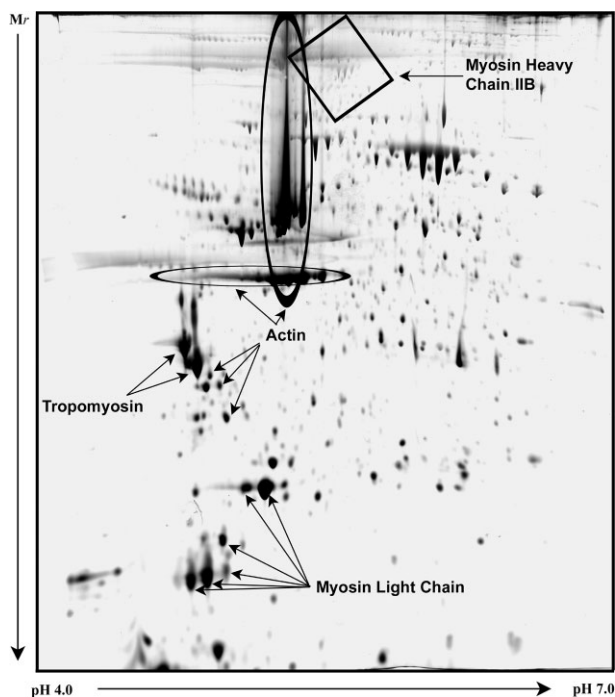 Mr
Myosin Heavy
Chain IIB
Actin
Tropomyosin
Myosin Light Chain
pH 4.0
pH 7.0